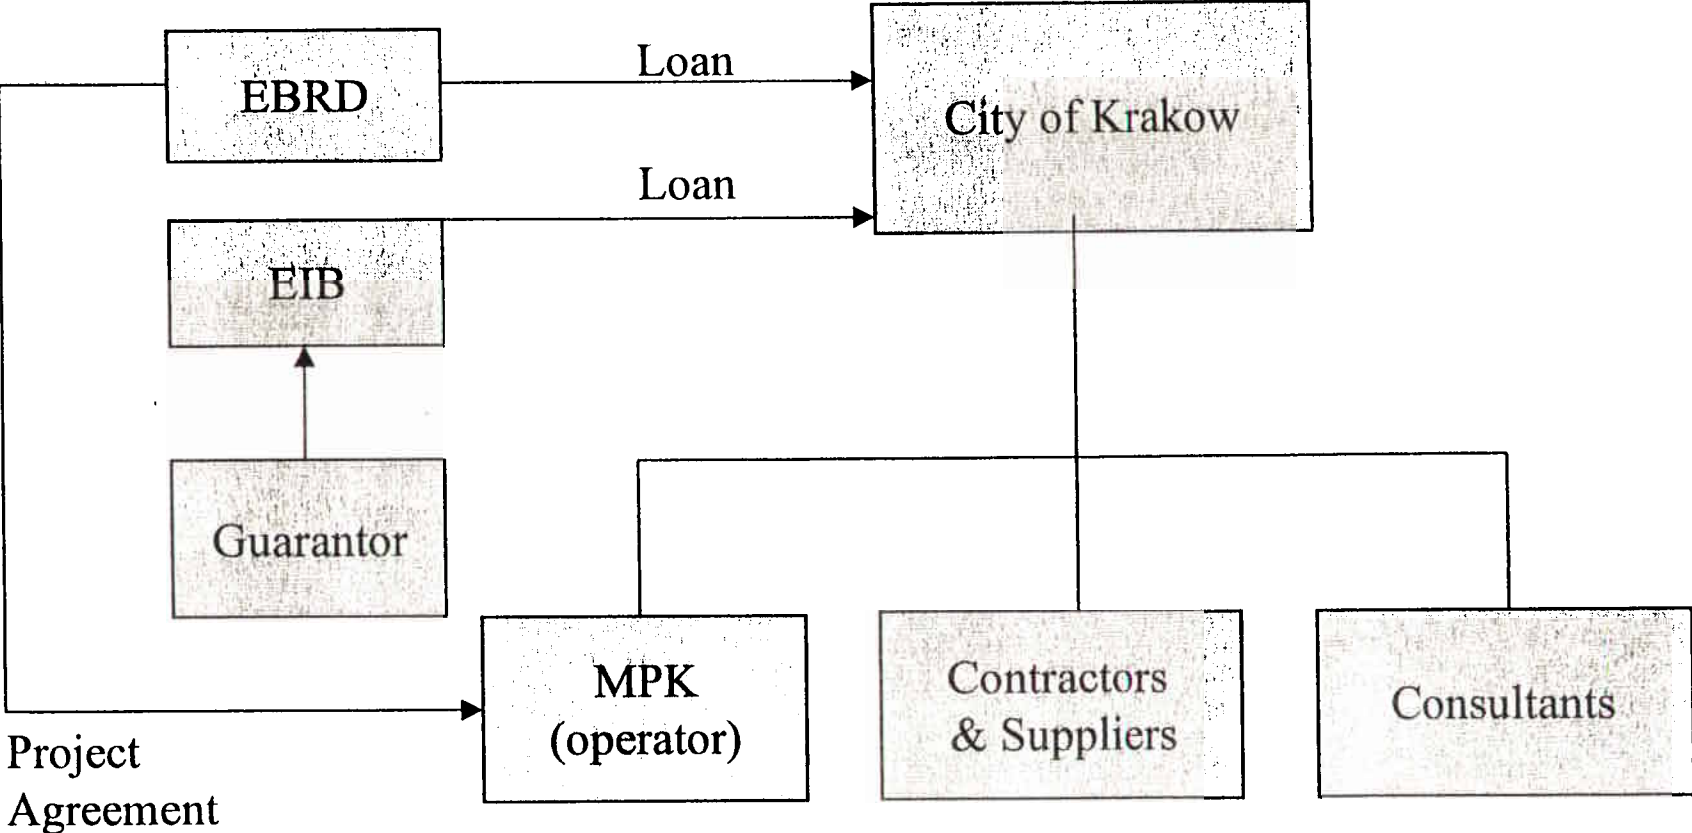 Loan
EBRD
City of Krakow
Loan
EIB
Guarantor
MPK
(operator)
Contractors
& Suppliers
Consultants
Project
Agreement